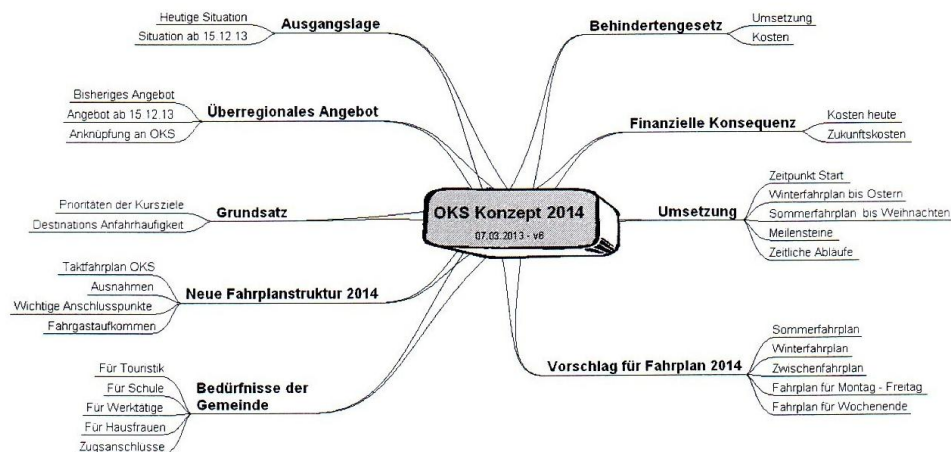 Heutige Situation
Situation ab 15.12.13
Ausgangslage
Bisheriges Angebot
Angebot ab 15.12.13
Anknüpfung an OKS
Überregionales Angebot
Prioritäten der Kursziele
Destinations Anfahrhäufigkeit
Grundsatz
Taktfahrplan OKS
Ausnahmen
Wichtige Anschlusspunkte
Fahrgastaufkommen
Neue Fahrplanstruktur 2014
Für Touristik
Für Schule
Für Werktätige
Für Hausfrauen
Zugsanschlüsse
Bedürfnisse der
Gemeinde
OKS Konzept 2014
07.03.2013 - v6
Behindertengesetz
Umsetzung
Kosten
Finanzielle Konsequenz
Kosten heute
Zukunftskosten
Umsetzung
Zeitpunkt Start
Winterfahrplan bis Ostern
Sommerfahrplan bis Weihnachten
Meilensteine
Zeitliche Abläufe
Vorschlag für Fahrplan 2014
Sommerfahrplan
Winterfahrplan
Zwischenfahrplan
Fahrplan für Montag - Freitag
Fahrplan für Wochenende